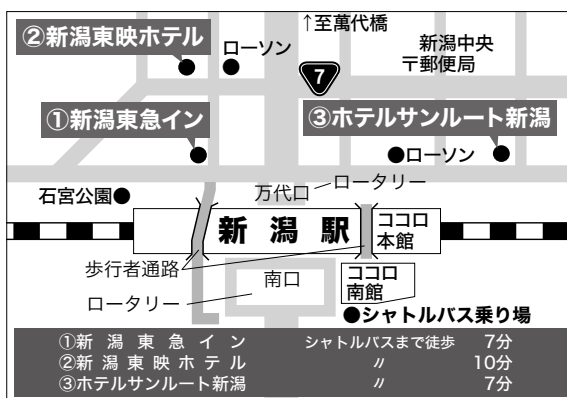 ↑至萬代橋
②新潟東映ホテル
ローソン
新潟中央
〒郵便局
7
①新潟東急イン
③ホテルサンルート新潟
●ローソン
石宮公園●
万代口
ロータリー
新潟駅
ココロ
本館
歩行者通路
南口
ココロ
南館
ロータリー
●シャトルバス乗り場
①新潟東急イン シャトルバスまで徒歩 7分
②新潟東映ホテル 〃 10分
③ホテルサンルート新潟 〃 7分